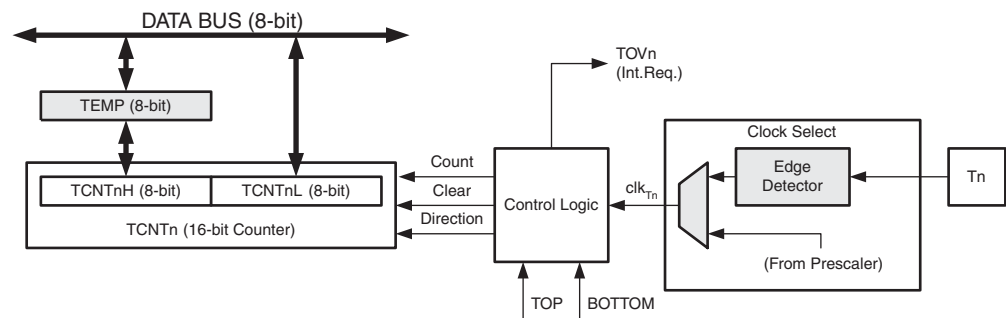 DATA BUS (8-bit)
TOVn
(Int.Req.)
TEMP (8-bit)
Clock Select
Count
Edge
Detector
TCNTnH (8-bit)
TCNTnL (8-bit)
Clear
Control Logic
clkTn
Tn
Direction
TCNTn (16-bit Counter)
(From Prescaler)
TOP
BOTTOM